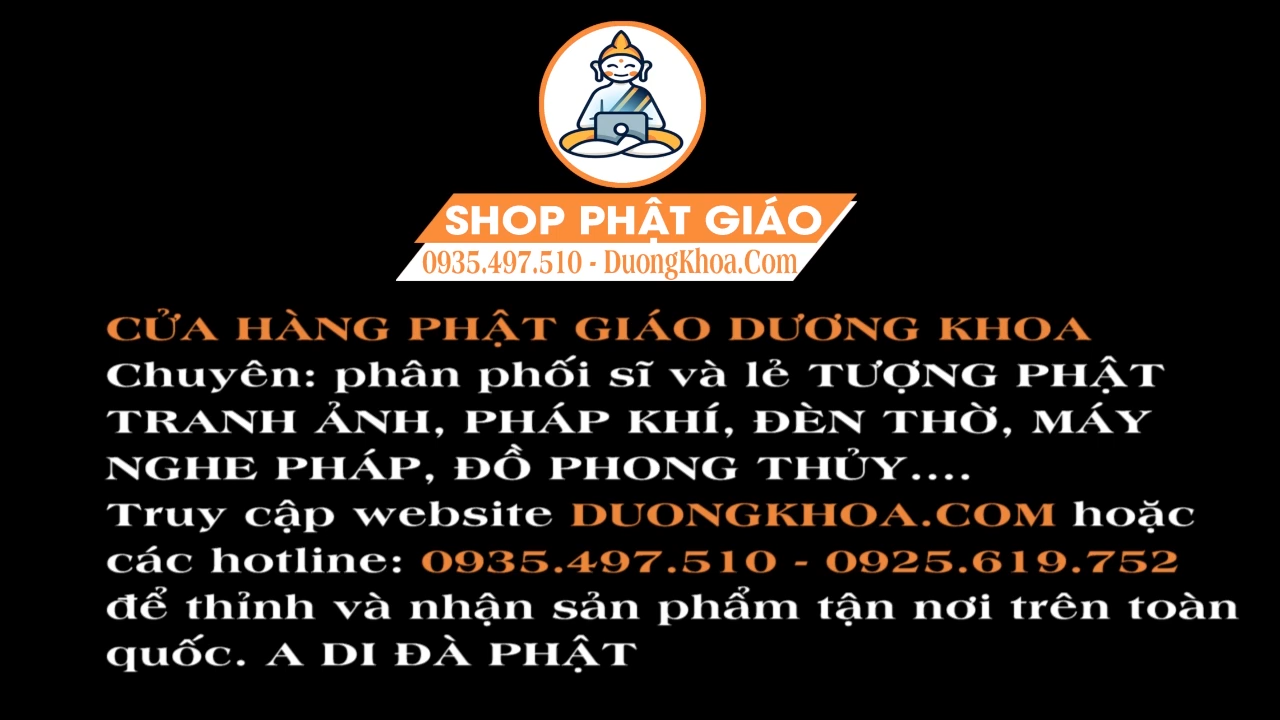 SHOP PHẬT GIÁO
0935.497.510 - DuongKhoa.Com
CỬA HÀNG PHẬT GIÁO DƯƠNG KHOA
Chuyên: phân phối sĩ và lẻ TƯỢNG PHẬT
TRANH ẢNH, PHÁP KHÍ, ĐÈN THỜ, MÁY
NGHE PHÁP, ĐỒ PHONG THỦY....
Truy cập website DUONGKHOA.COM hoặc
các hotline: 0935.497.510 - 0925.619.752
để thỉnh và nhận sản phẩm tận nơi trên toàn
quốc. A DI ĐÀ PHẬT